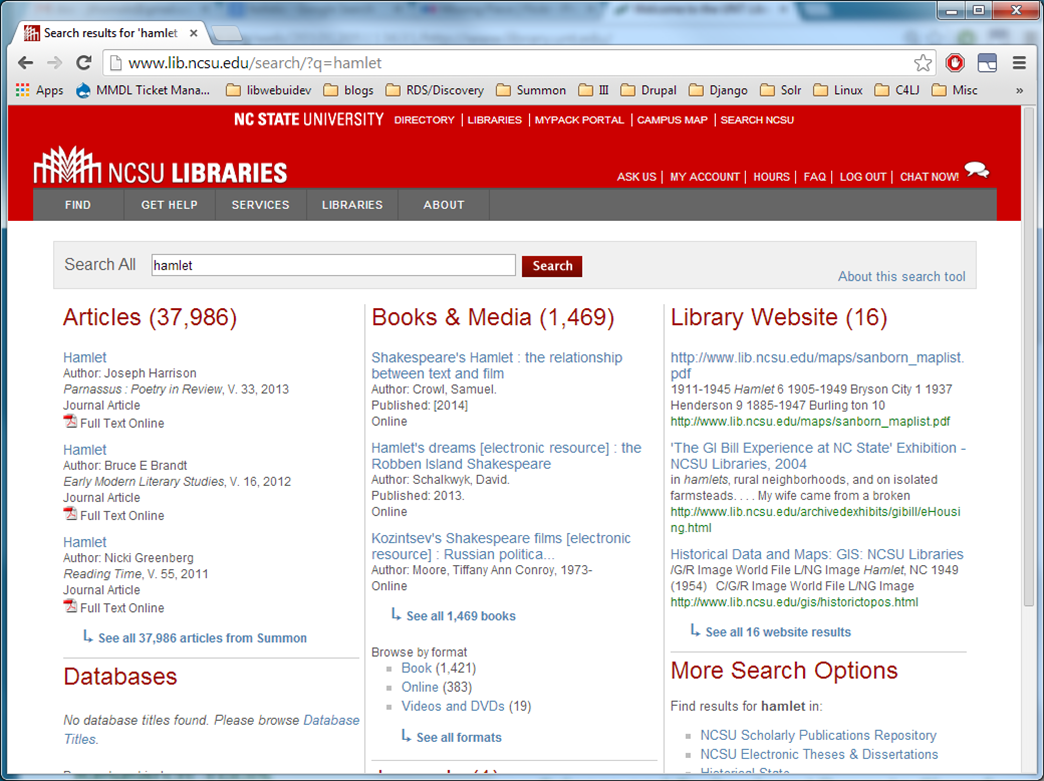 Search results for 'hamlet
www.lib.ncsu.edu/search/?q=hamlet
Apps MMDL Ticket Mana... libwebuidev blogs RDS/Discovery Summon III Drupal Django Solr Linux C4LJ Misc »
NC STATE UNIVERSITY DIRECTORY | LIBRARIES | MYPACK PORTAL | CAMPUS MAP | SEARCH NCSU
NCSU LIBRARIES
ASK US | MY ACCOUNT | HOURS | FAQ | LOG OUT | CHAT NOW!
FIND GET HELP SERVICES LIBRARIES ABOUT
Search All hamlet Search
About this search tool
Articles (37,986)
Hamlet
Author: Joseph Harrison
Parnassus : Poetry in Review, V. 33, 2013
Journal Article
Full Text Online
Hamlet
Author: Bruce E Brandt
Early Modern Literary Studies, V. 16, 2012
Journal Article
Full Text Online
Hamlet
Author: Nicki Greenberg
Reading Time, V. 55, 2011
Journal Article
Full Text Online
See all 37,986 articles from Summon
Databases
No database titles found. Please browse Database
Titles.
Books & Media (1,469)
Shakespeare's Hamlet : the relationship
between text and film
Author: Crowl, Samuel.
Published: [2014]
Online
Hamlet's dreams [electronic resource] : the
Robben Island Shakespeare
Author: Schalkwyk, David.
Published: 2013.
Online
Kozintsev's Shakespeare films [electronic
resource] : Russian politica...
Author: Moore, Tiffany Ann Conroy, 1973-
Online
See all 1,469 books
Browse by format
Book (1,421)
Online (383)
Videos and DVDs (19)
See all formats
Library Website (16)
http://www.lib.ncsu.edu/maps/sanborn_maplist.
pdf
1911-1945 Hamlet 6 1905-1949 Bryson City 1 1937
Henderson 9 1885-1947 Burling ton 10
http://www.lib.ncsu.edu/maps/sanborn_maplist.pdf
'The GI Bill Experience at NC State' Exhibition -
NCSU Libraries, 2004
in hamlets, rural neighborhoods, and on isolated
farmsteads. . . . My wife came from a broken
http://www.lib.ncsu.edu/archivedexhibits/gibill/eHousi
ng.html
Historical Data and Maps: GIS: NCSU Libraries
/G/R Image World File L/NG Image Hamlet, NC 1949
(1954) C/G/R Image World File L/NG Image
http://www.lib.ncsu.edu/gis/historictopos.html
See all 16 website results
More Search Options
Find results for hamlet in:
NCSU Scholarly Publications Repository
NCSU Electronic Theses & Dissertations
Historical State